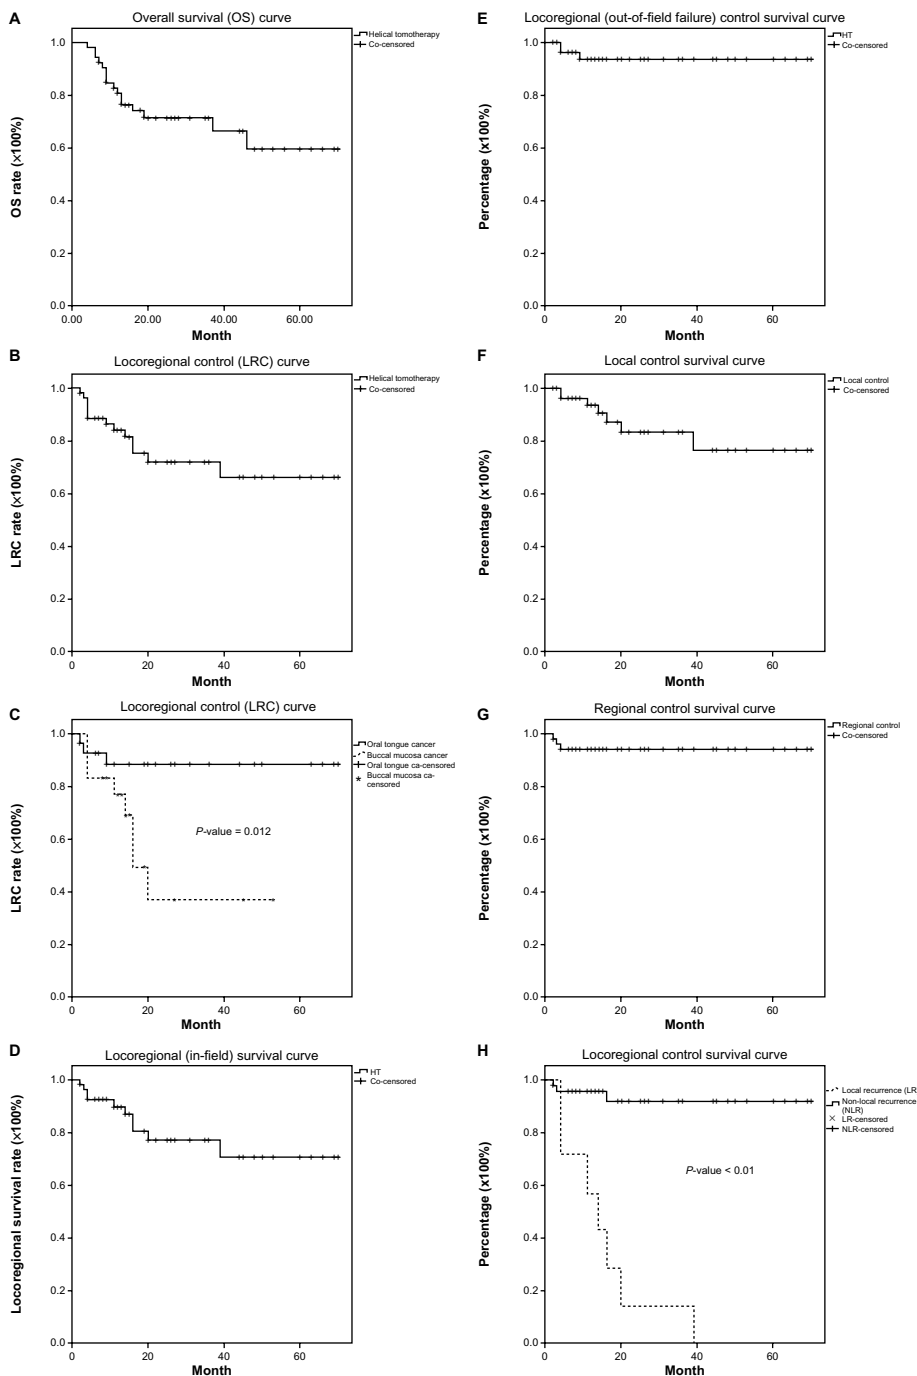 A
Overall survival (OS) curve
Helical tomotherapy
Co-censored
OS rate (×100%)
1.0
0.8
0.6
0.4
0.2
0.0
0.00
20.00
40.00
60.00
Month
B
Locoregional control (LRC) curve
Helical tomotherapy
Co-censored
LRC rate (×100%)
1.0
0.8
0.6
0.4
0.2
0.0
0
20
40
60
Month
C
Locoregional control (LRC) curve
Oral tongue cancer
Buccal mucosa cancer
Oral tongue ca-censored
Buccal mucosa ca-
censored
P-value = 0.012
LRC rate (×100%)
1.0
0.8
0.6
0.4
0.2
0.0
0
20
40
60
Month
D
Locoregional (in-field) survival curve
HT
Co-censored
Locoregional survival rate (×100%)
1.0
0.8
0.6
0.4
0.2
0.0
0
20
40
60
Month
E
Locoregional (out-of-field failure) control survival curve
HT
Co-censored
Percentage (x100%)
1.0
0.8
0.6
0.4
0.2
0.0
0
20
40
60
Month
F
Local control survival curve
Local control
Co-censored
Percentage (x100%)
1.0
0.8
0.6
0.4
0.2
0.0
0
20
40
60
Month
G
Regional control survival curve
Regional control
Co-censored
Percentage (x100%)
1.0
0.8
0.6
0.4
0.2
0.0
0
20
40
60
Month
H
Locoregional control survival curve
Local recurrence (LR
Non-local recurrence
(NLR)
LR-censored
NLR-censored
P-value < 0.01
Percentage (x100%)
1.0
0.8
0.6
0.4
0.2
0.0
0
20
40
60
Month